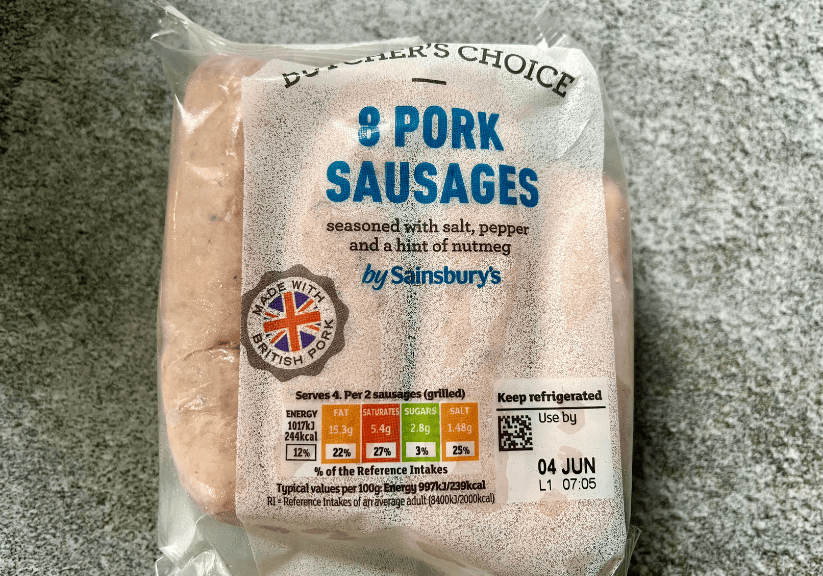 BUTCHER'S CHOICE
8 PORK
SAUSAGES
seasoned with salt, pepper
and a hint of nutmeg
by Sainsbury's
MADE WITH
BRITISH PORK
Serves 4. Per 2 sausages (grilled)
ENERGY FAT SATURATES SUGARS SALT
1017kJ
244kcal 15.3g 5.4g 2.8g 1.48g
12% 22% 27% 3% 25%
% of the Reference Intakes
Typical values per 100g: Energy 997kJ/239kcal
RI = Reference Intakes of an average adult (8400kJ/2000kcal)
Keep refrigerated
Use by
04 JUN
L1 07:05